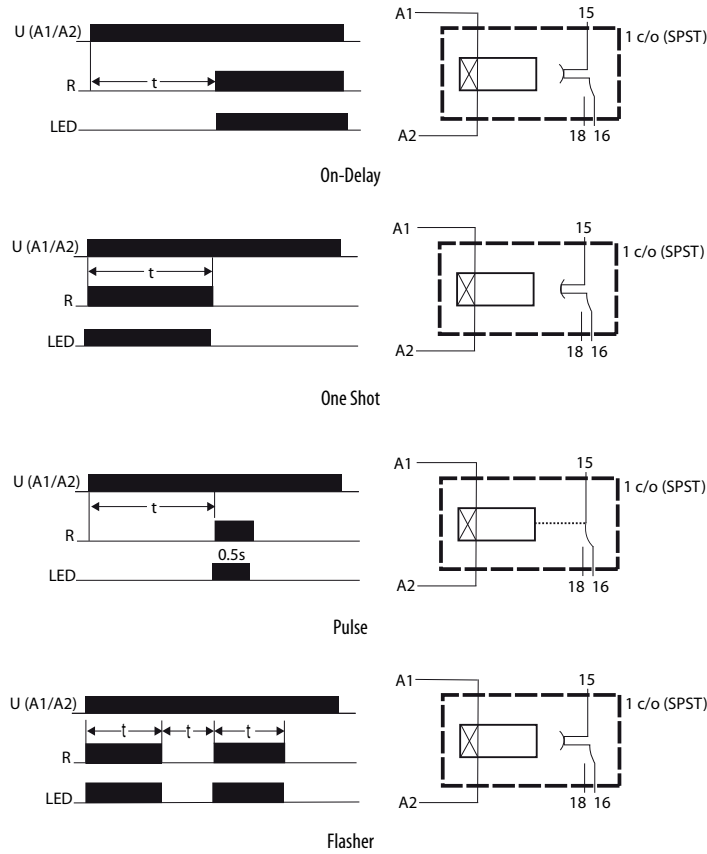 A1 15
U (A1/A2) 1 c/o (SPST)
R t
LED A2 18 16
On-Delay
A1 15
U (A1/A2) 1 c/o (SPST)
t
R
LED A2 18 16
One Shot
A1 15
U (A1/A2) 1 c/o (SPST)
t
R
0.5s
LED A2 18 16
Pulse
A1 15
U (A1/A2) 1 c/o (SPST)
t t t
R
LED A2 18 16
Flasher